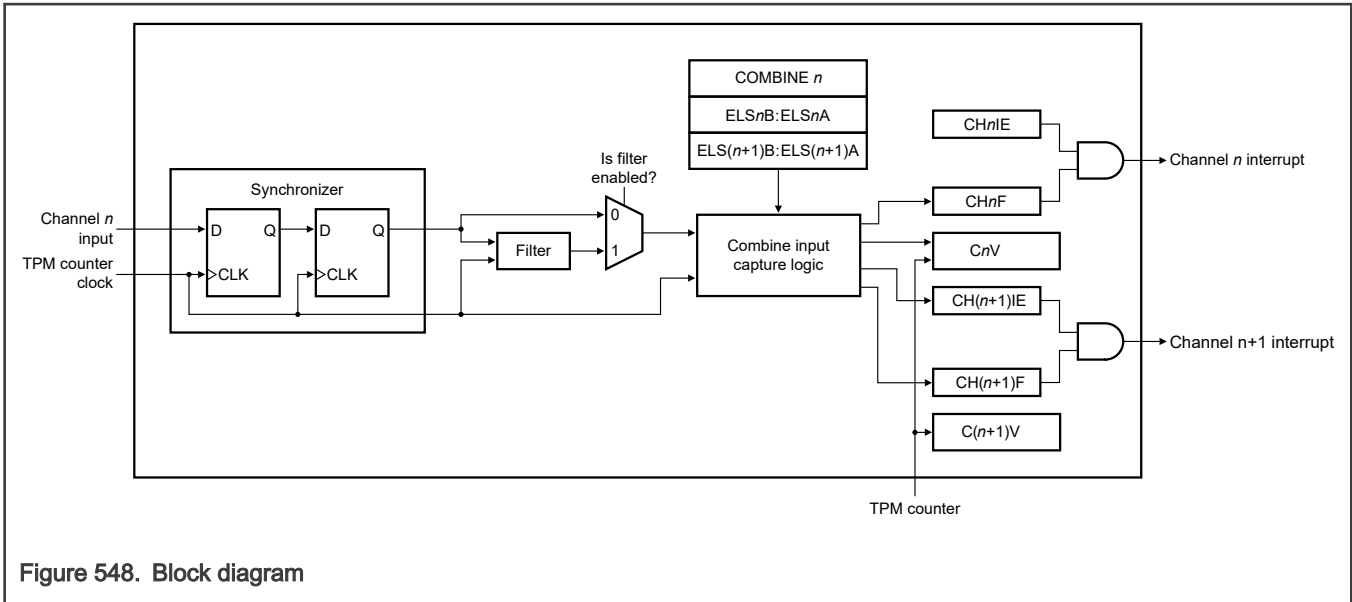 COMBINE n
ELSnB:ELSnA
ELS(n+1)B:ELS(n+1)A
CHnIE
Is filter
enabled?
Channel n interrupt
Synchronizer
CHnF
Channel n
input
D Q D Q
0
Filter
1
Combine input
capture logic
CnV
TPM counter
clock
CLK CLK
CH(n+1)IE
Channel n+1 interrupt
CH(n+1)F
C(n+1)V
TPM counter
Figure 548. Block diagram